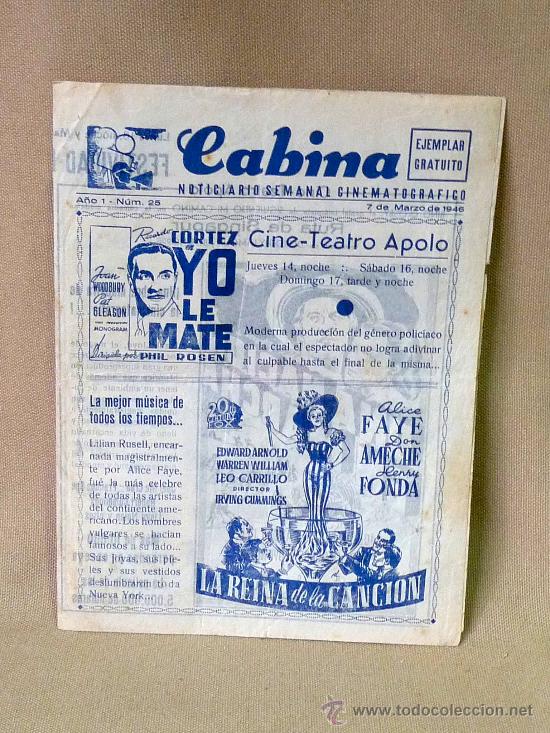 Cabina
EJEMPLAR
GRATUITO
NOTICIARIO SEMANAL CINEMATOGRAFICO
Año 1 - Núm. 25
7 de Marzo de 1946
Ricardo
CORTEZ
en
YO
LE
MATE
Joan
WOODBURY
Pat
GLEASON
MONOGRAM
Dirigida por PHIL ROSEN
Cine-Teatro Apolo
Jueves 14, noche :. Sábado 16, noche
Domingo 17, tarde y noche
Moderna producción del género policíaco
en la cual el espectador no logra adivinar
al culpable hasta el final de la misma...
La mejor música de
todos los tiempos...
Lilian Rusell, encar-
nada magistralmente
por Alice Faye,
fué la más celebre
de todas las artistas
del continente ame-
ricano. Los hombres
vulgares se hacían
famosos a su lado...
Sus joyas, sus pie-
les y sus vestidos
deslumbraron toda
Nueva York..
20th
CENTURY
FOX
EDWARD ARNOLD
WARREN WILLIAM
LEO CARRILLO
DIRECTOR
IRVING CUMMINGS
Alice
FAYE
Don
AMECHE
Henry
FONDA
LA REINA de la CANCION
www.todocoleccion.net